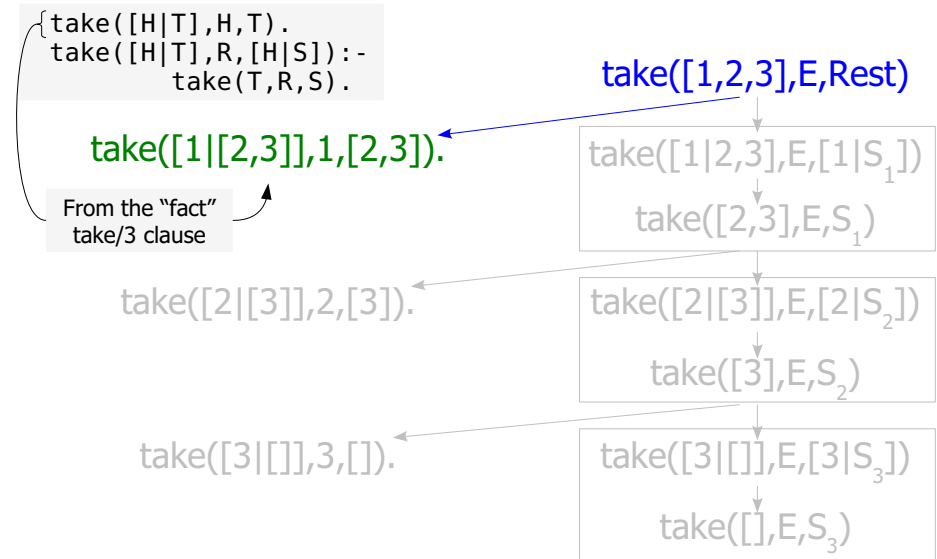 take([H|T],H,T).
take([H|T],R,[H|S]):-
take(T,R,S).
take([1,2,3],E,Rest)
take([1|[2,3]],1,[2,3]).
take([1|2,3],E,[1|S₁])
From the “fact”
take/3 clause
take([2,3],E,S₁)
take([2|[3]],2,[3]).
take([2|[3]],E,[2|S₂])
take([3],E,S₂)
take([3|[]],3,[]).
take([3|[]],E,[3|S₃])
take([],E,S₃)